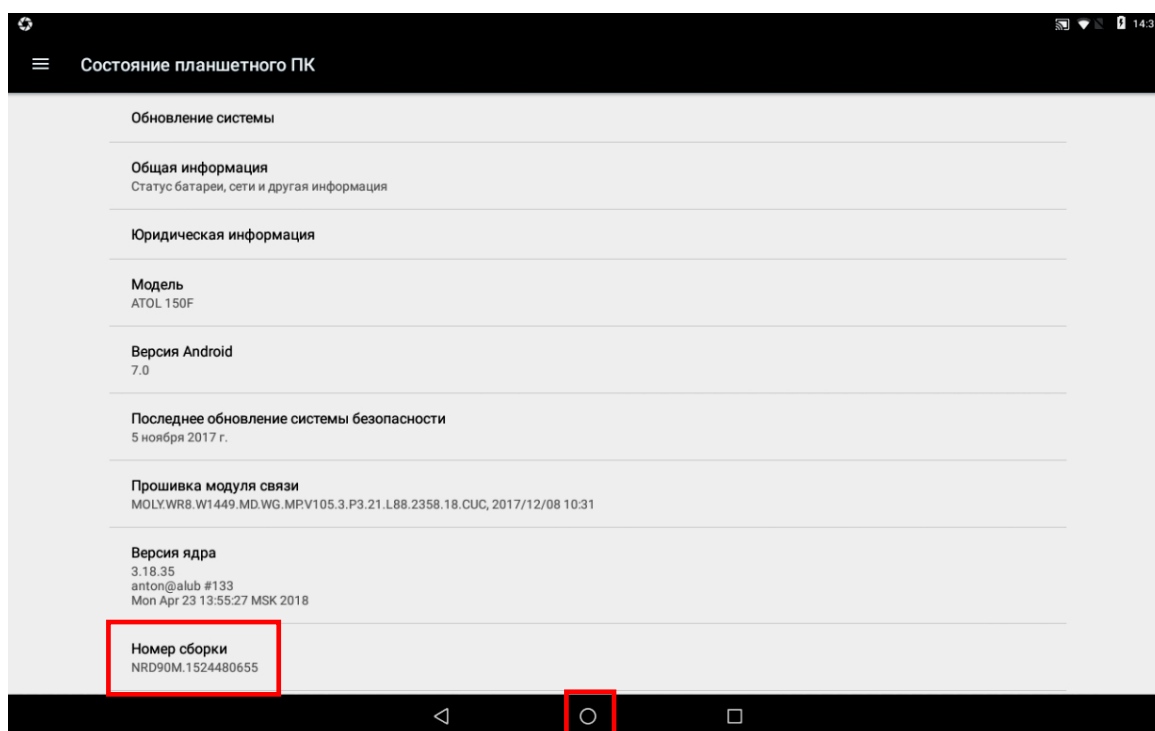 14:3
Состояние планшетного ПК
Обновление системы
Общая информация
Статус батареи, сети и другая информация
Юридическая информация
Модель
ATOL 150F
Версия Android
7.0
Последнее обновление системы безопасности
5 ноября 2017 г.
Прошивка модуля связи
MOLY.WR8.W1449.MD.WG.MP.V105.3.P3.21.L88.2358.18.CUC, 2017/12/08 10:31
Версия ядра
3.18.35
anton@alub #133
Mon Apr 23 13:55:27 MSK 2018
Номер сборки
NRD90M.1524480655